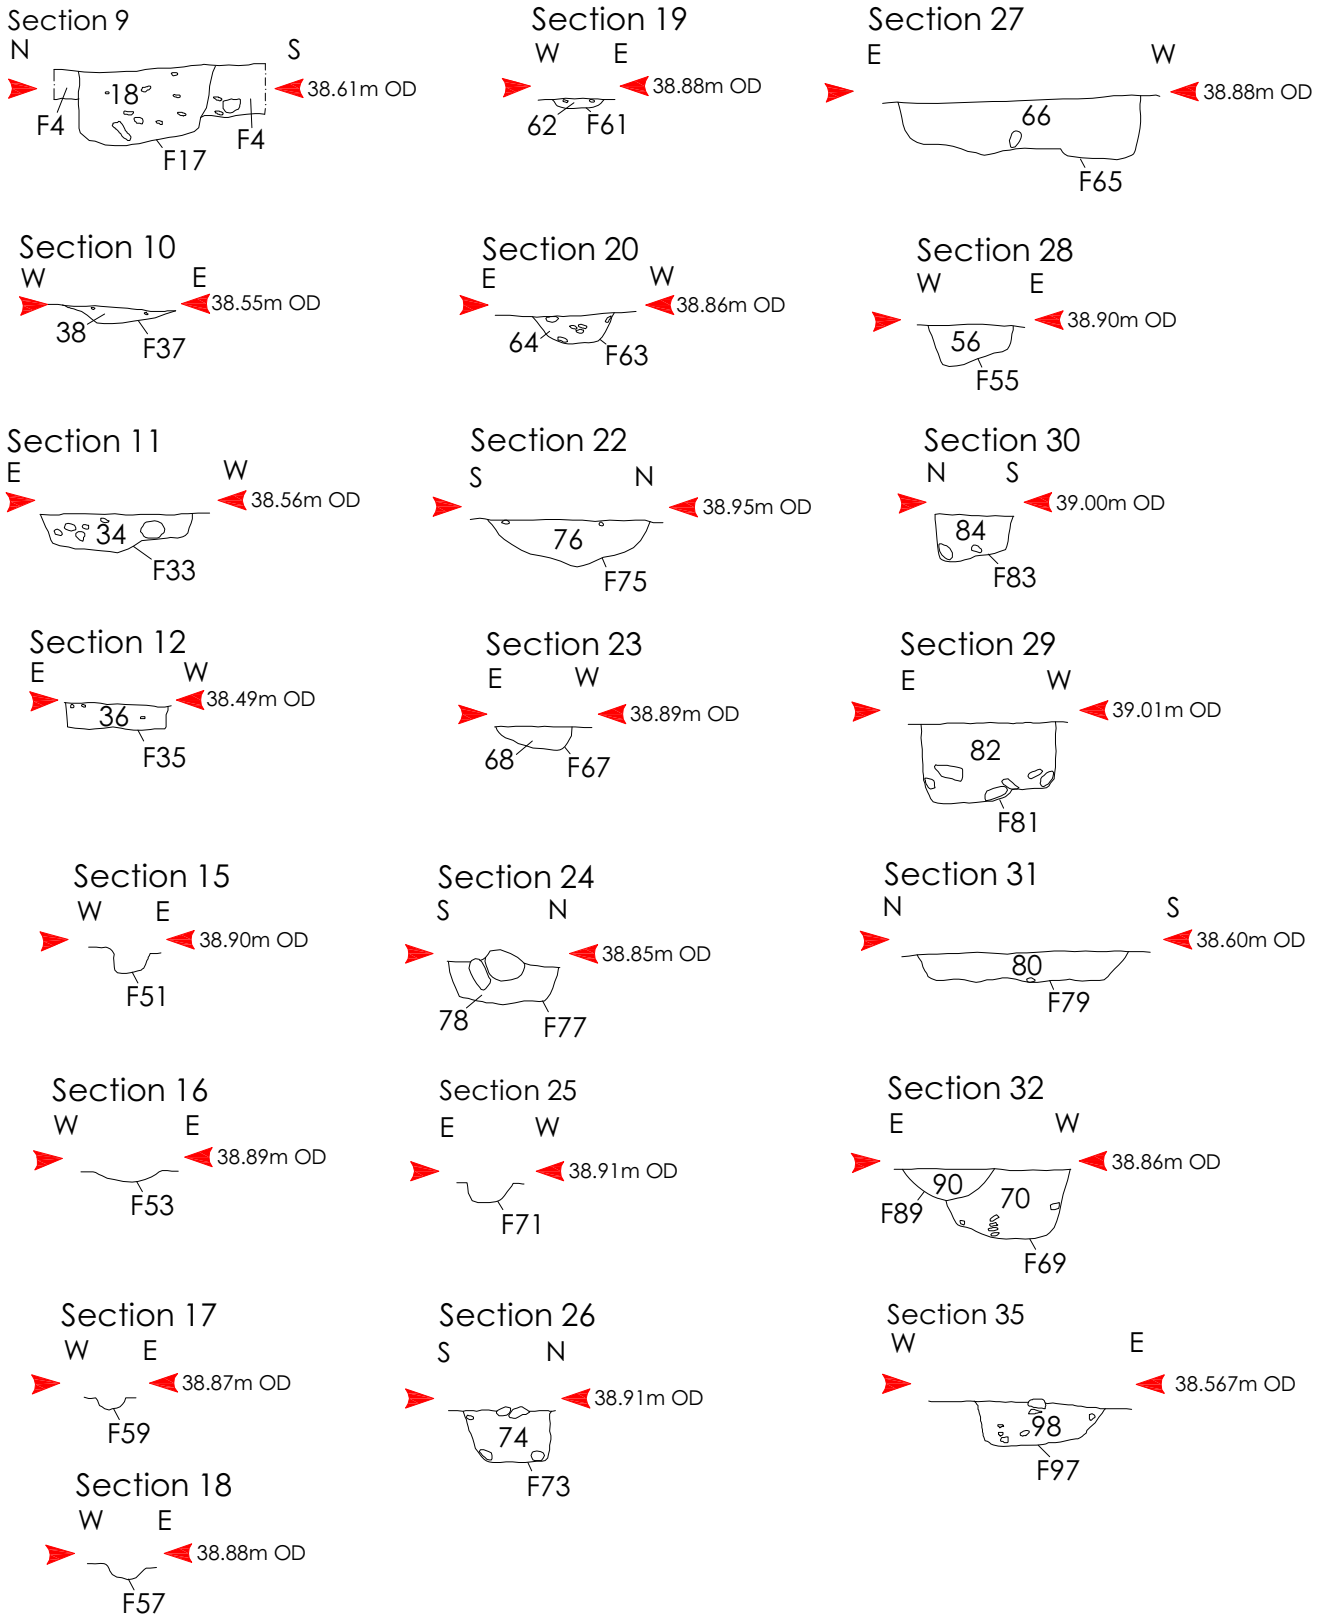 Section 9
N S
38.61m OD
18
F4 F4
F17
Section 10
W E
38.55m OD
38
F37
Section 11
E W
38.56m OD
34
F33
Section 12
E W
38.49m OD
36
F35
Section 15
W E
38.90m OD
F51
Section 16
W E
38.89m OD
F53
Section 17
W E
38.87m OD
F59
Section 18
W E
38.88m OD
F57
Section 19
W E
38.88m OD
62 F61
Section 20
E W
38.86m OD
64 F63
Section 22
S N
38.95m OD
76
F75
Section 23
E W
38.89m OD
68 F67
Section 24
S N
38.85m OD
78 F77
Section 25
E W
38.91m OD
F71
Section 26
S N
38.91m OD
74
F73
Section 27
E W
38.88m OD
66
F65
Section 28
W E
38.90m OD
56
F55
Section 30
N S
39.00m OD
84
F83
Section 29
E W
39.01m OD
82
F81
Section 31
N S
38.60m OD
80
F79
Section 32
E W
38.86m OD
90 70
F89
F69
Section 35
W E
38.567m OD
98
F97